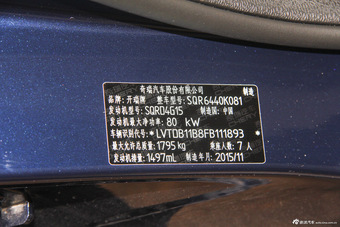 奇瑞汽车股份有限公司 制造
品牌：开瑞牌 整车型号：SQR6440K081
发动机型号：SQRD4G15 制造国：中国
发动机最大净功率：80 kW
车辆识别代号：*LVTDB11B8FB111893*
最大允许总质量：1795 kg 乘座人数：7 人
发动机排量：1497mL 制造年月：2015/11